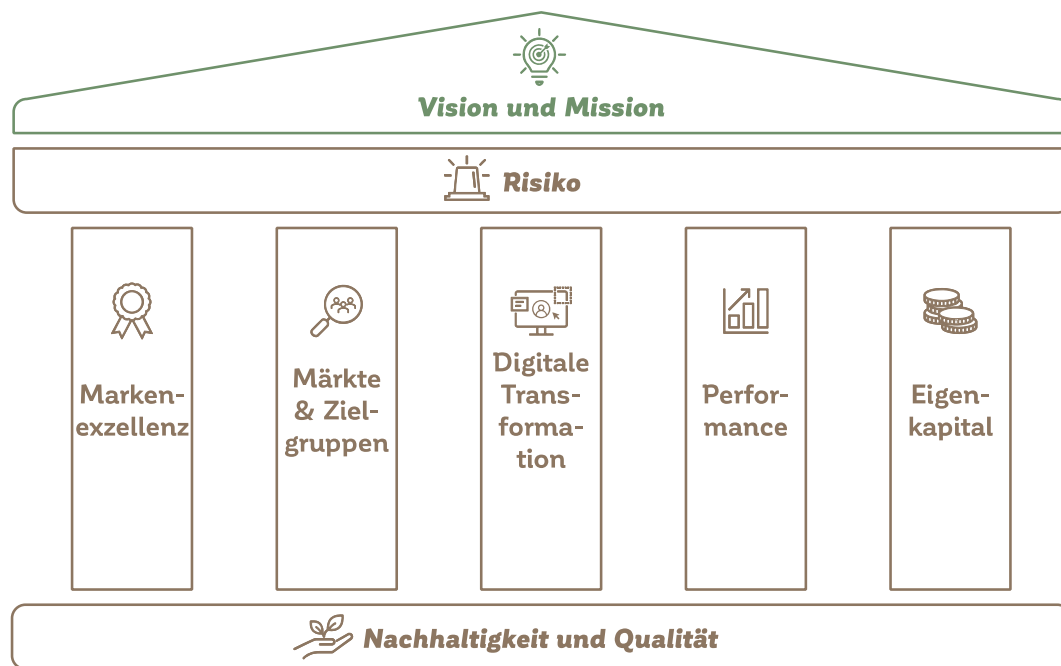 Vision und Mission
Risiko
Marken-
exzellenz
Märkte
& Ziel-
gruppen
Digitale
Trans-
forma-
tion
Perfor-
mance
Eigen-
kapital
Nachhaltigkeit und Qualität